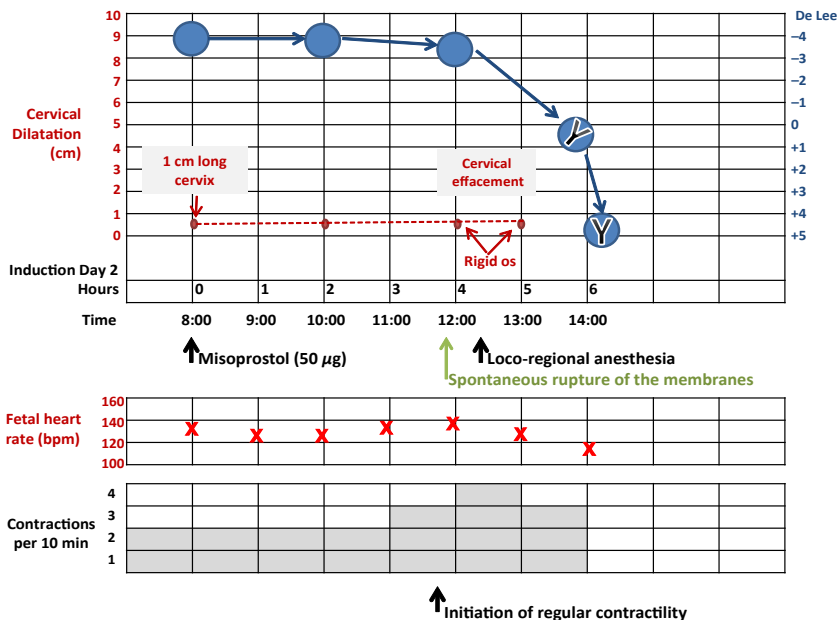 10
9
8
7
6
5
4
3
2
1
0
Cervical
Dilatation
(cm)
De Lee
–4
–3
–2
–1
0
+1
+2
+3
+4
+5
1 cm long
cervix
Cervical
effacement
Rigid os
Y
Y
Induction Day 2
Hours
0 1 2 3 4 5 6
Time 8:00 9:00 10:00 11:00 12:00 13:00 14:00
Misoprostol (50 µg)
Loco-regional anesthesia
Spontaneous rupture of the membranes
Fetal heart
rate (bpm)
160
140
120
100
X X X X X X X
Contractions
per 10 min
4
3
2
1
Initiation of regular contractility